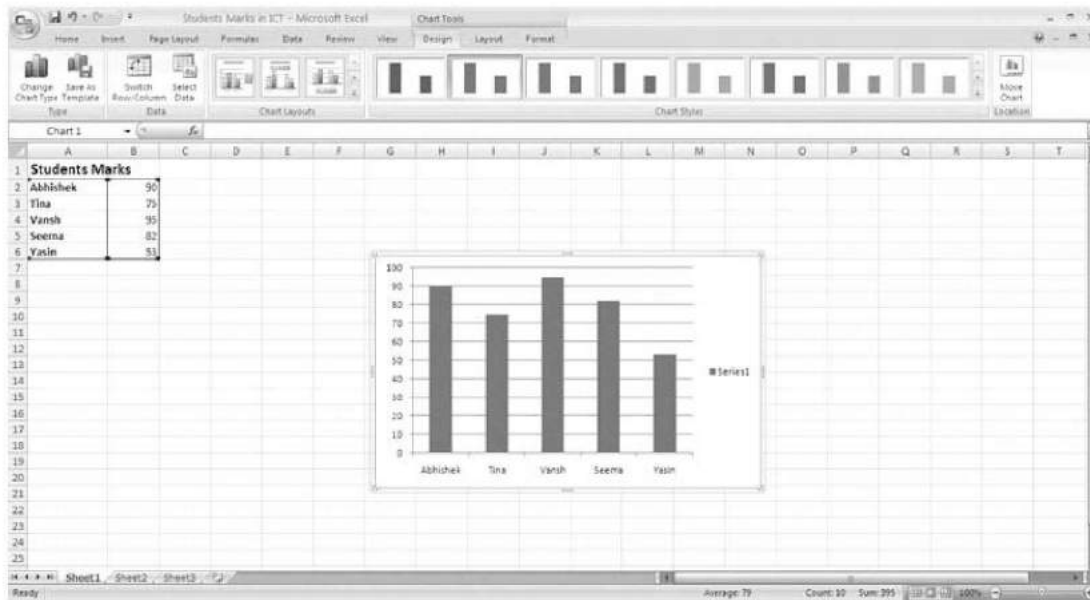 Students Marks in ICT - Microsoft Excel
Chart Tools
Home Insert Page Layout Formulas Data Review View Design Layout Format
Change Chart Type
Save As Template
Switch Row/Column
Select Data
Move Chart
Type Data Chart Layouts Chart Styles Location
Chart 1 fx
A B C D E F G H I J K L M N O P Q R S T
1 Students Marks
2 Abhishek 90
3 Tina 75
4 Vansh 95
5 Seema 82
6 Yasin 53
7
8
9
10
11
12
13
14
15
16
17
18
19
20
21
22
23
24
25
100
90
80
70
60
50
40
30
20
10
0
Series1
Abhishek Tina Vansh Seema Yasin
Sheet1 Sheet2 Sheet3
Ready Average: 79 Count: 10 Sum: 395 100%